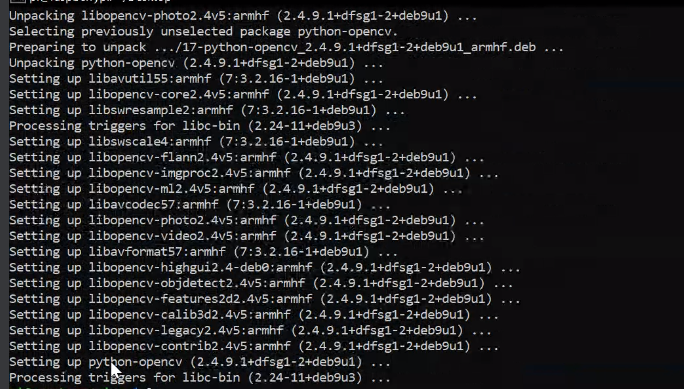 Unpacking libopencv-photo2.4v5:armhf (2.4.9.1+dfsg1-2+deb9u1) ...
Selecting previously unselected package python-opencv.
Preparing to unpack .../17-python-opencv_2.4.9.1+dfsg1-2+deb9u1_armhf.deb ...
Unpacking python-opencv (2.4.9.1+dfsg1-2+deb9u1) ...
Setting up libavutil55:armhf (7:3.2.16-1+deb9u1) ...
Setting up libopencv-core2.4v5:armhf (2.4.9.1+dfsg1-2+deb9u1) ...
Setting up libswresample2:armhf (7:3.2.16-1+deb9u1) ...
Processing triggers for libc-bin (2.24-11+deb9u3) ...
Setting up libswscale4:armhf (7:3.2.16-1+deb9u1) ...
Setting up libopencv-flann2.4v5:armhf (2.4.9.1+dfsg1-2+deb9u1) ...
Setting up libopencv-imgproc2.4v5:armhf (2.4.9.1+dfsg1-2+deb9u1) ...
Setting up libopencv-ml2.4v5:armhf (2.4.9.1+dfsg1-2+deb9u1) ...
Setting up libavcodec57:armhf (7:3.2.16-1+deb9u1) ...
Setting up libopencv-photo2.4v5:armhf (2.4.9.1+dfsg1-2+deb9u1) ...
Setting up libopencv-video2.4v5:armhf (2.4.9.1+dfsg1-2+deb9u1) ...
Setting up libavformat57:armhf (7:3.2.16-1+deb9u1) ...
Setting up libopencv-highgui2.4-deb0:armhf (2.4.9.1+dfsg1-2+deb9u1) ...
Setting up libopencv-objdetect2.4v5:armhf (2.4.9.1+dfsg1-2+deb9u1) ...
Setting up libopencv-features2d2.4v5:armhf (2.4.9.1+dfsg1-2+deb9u1) ...
Setting up libopencv-calib3d2.4v5:armhf (2.4.9.1+dfsg1-2+deb9u1) ...
Setting up libopencv-legacy2.4v5:armhf (2.4.9.1+dfsg1-2+deb9u1) ...
Setting up libopencv-contrib2.4v5:armhf (2.4.9.1+dfsg1-2+deb9u1) ...
Setting up python-opencv (2.4.9.1+dfsg1-2+deb9u1) ...
Processing triggers for libc-bin (2.24-11+deb9u3) ...